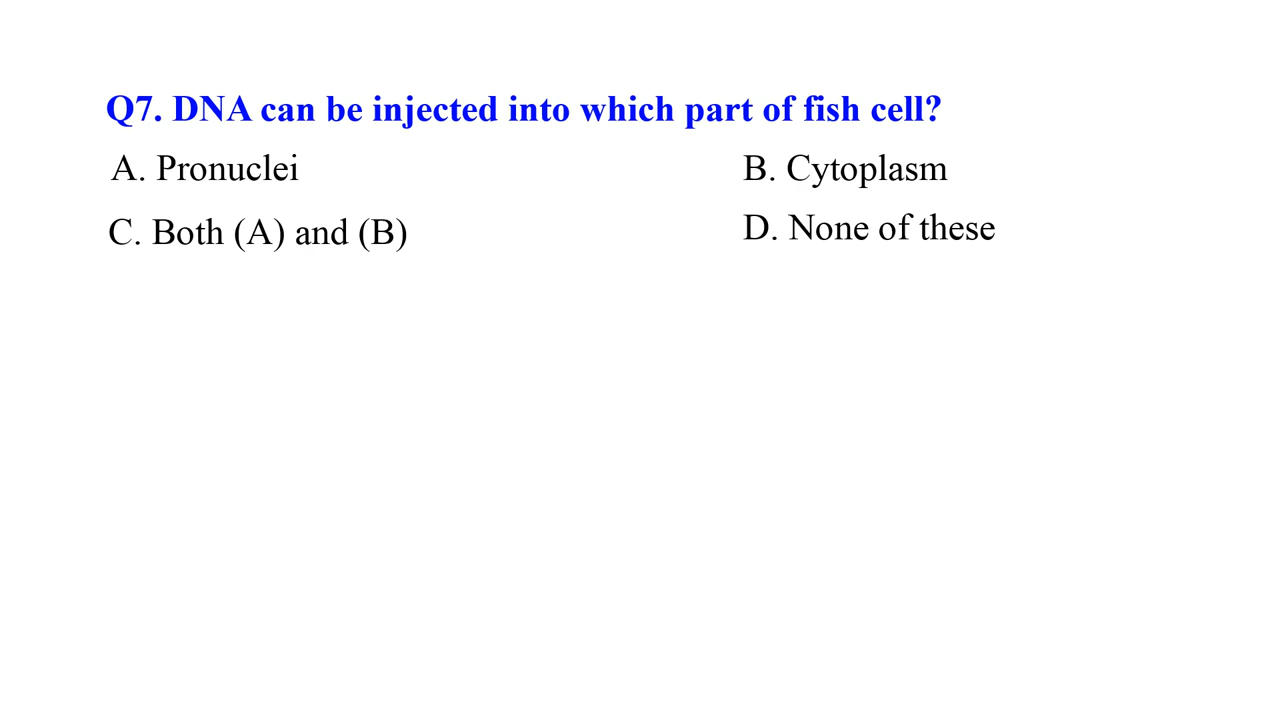 Q7. DNA can be injected into which part of fish cell?
A. Pronuclei
B. Cytoplasm
C. Both (A) and (B)
D. None of these